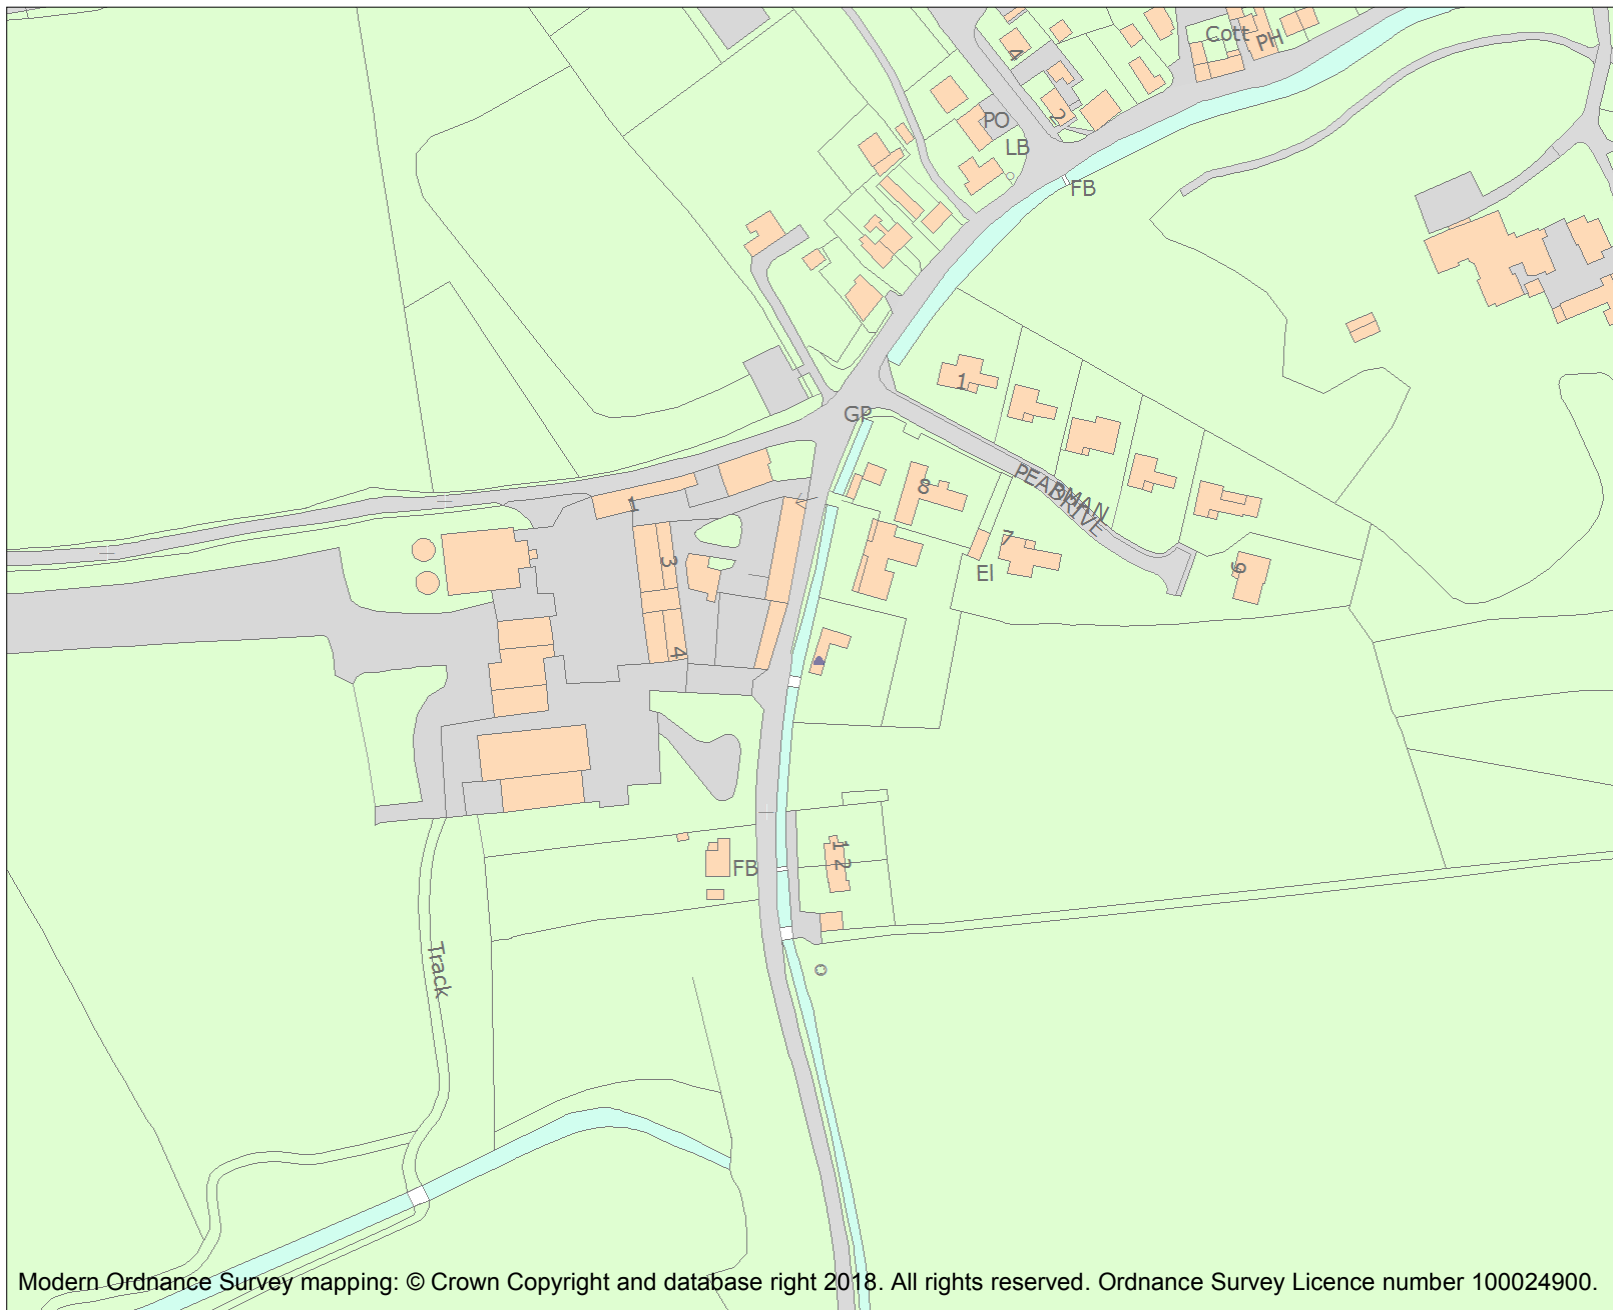 Cott
PH
4
2
PO
LB
FB
1
GP
PEARMAN
DRIVE
8
1
7
3
El
6
4
1
2
FB
Track
Modern Ordnance Survey mapping: © Crown Copyright and database right 2018. All rights reserved. Ordnance Survey Licence number 100024900.